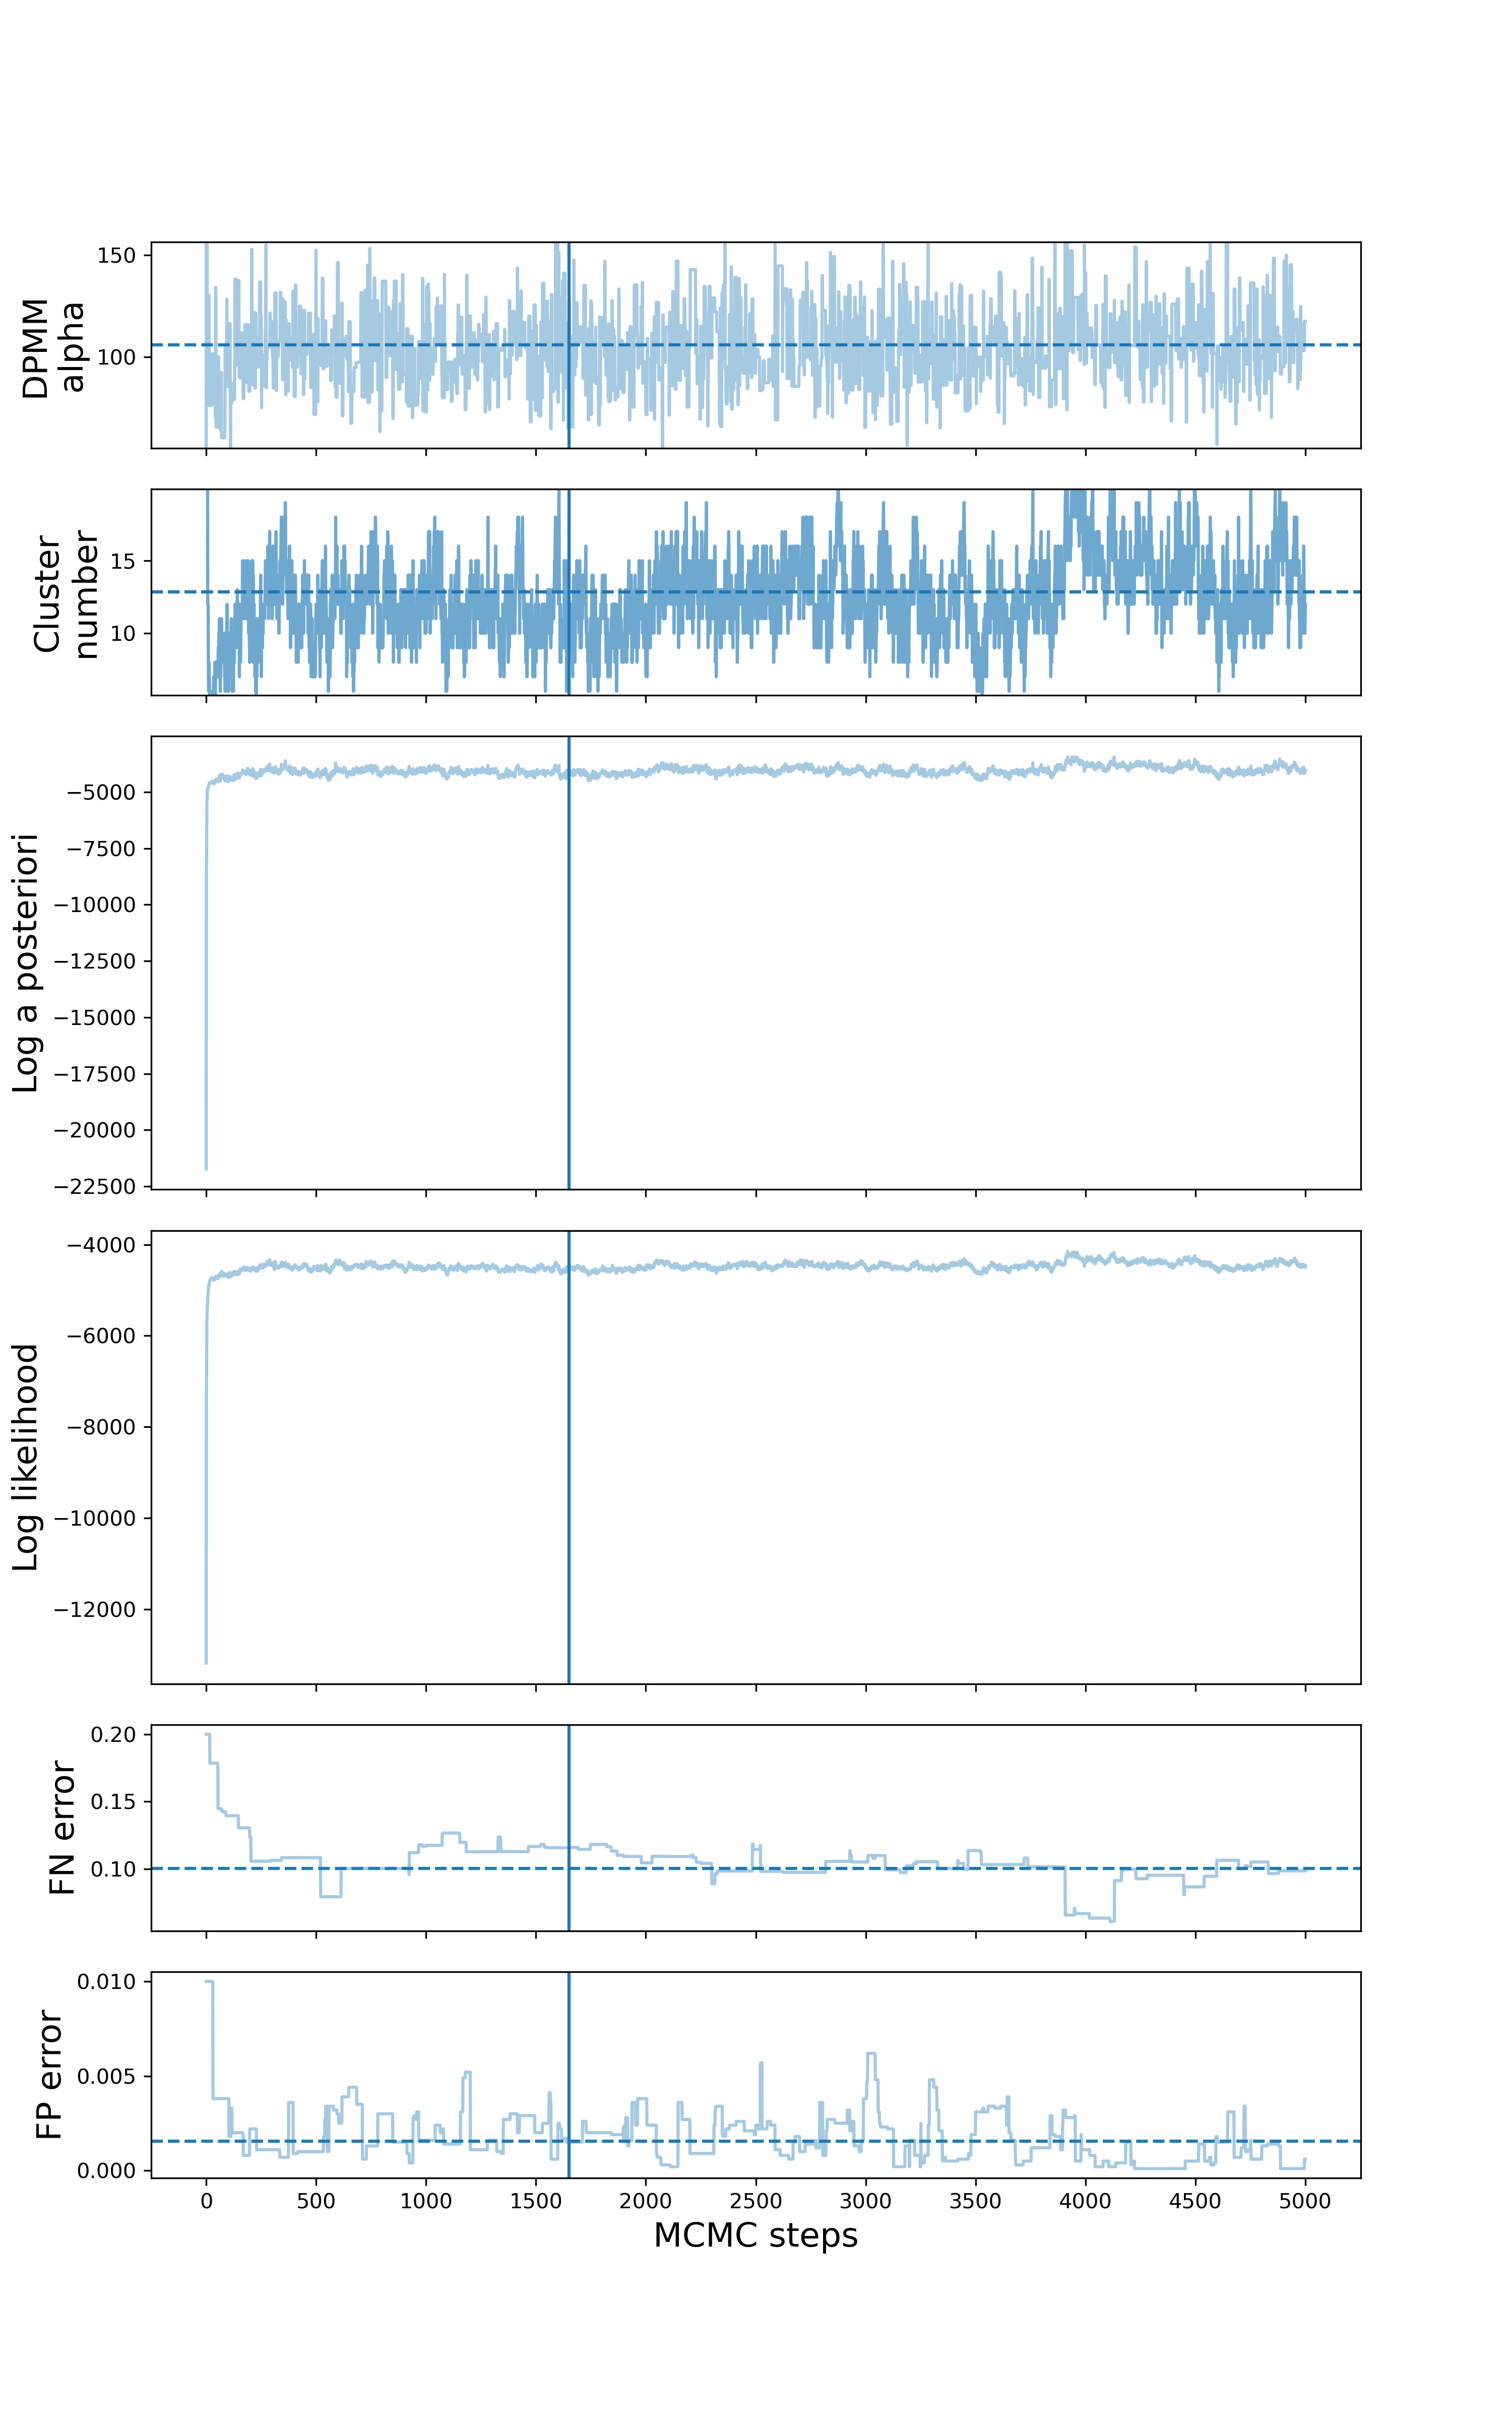 DPMM
alpha
150
100
Cluster
number
15
10
Log a posteriori
−5000
−7500
−10000
−12500
−15000
−17500
−20000
−22500
Log likelihood
−4000
−6000
−8000
−10000
−12000
FN error
0.20
0.15
0.10
FP error
0.010
0.005
0.000
0 500 1000 1500 2000 2500 3000 3500 4000 4500 5000
MCMC steps